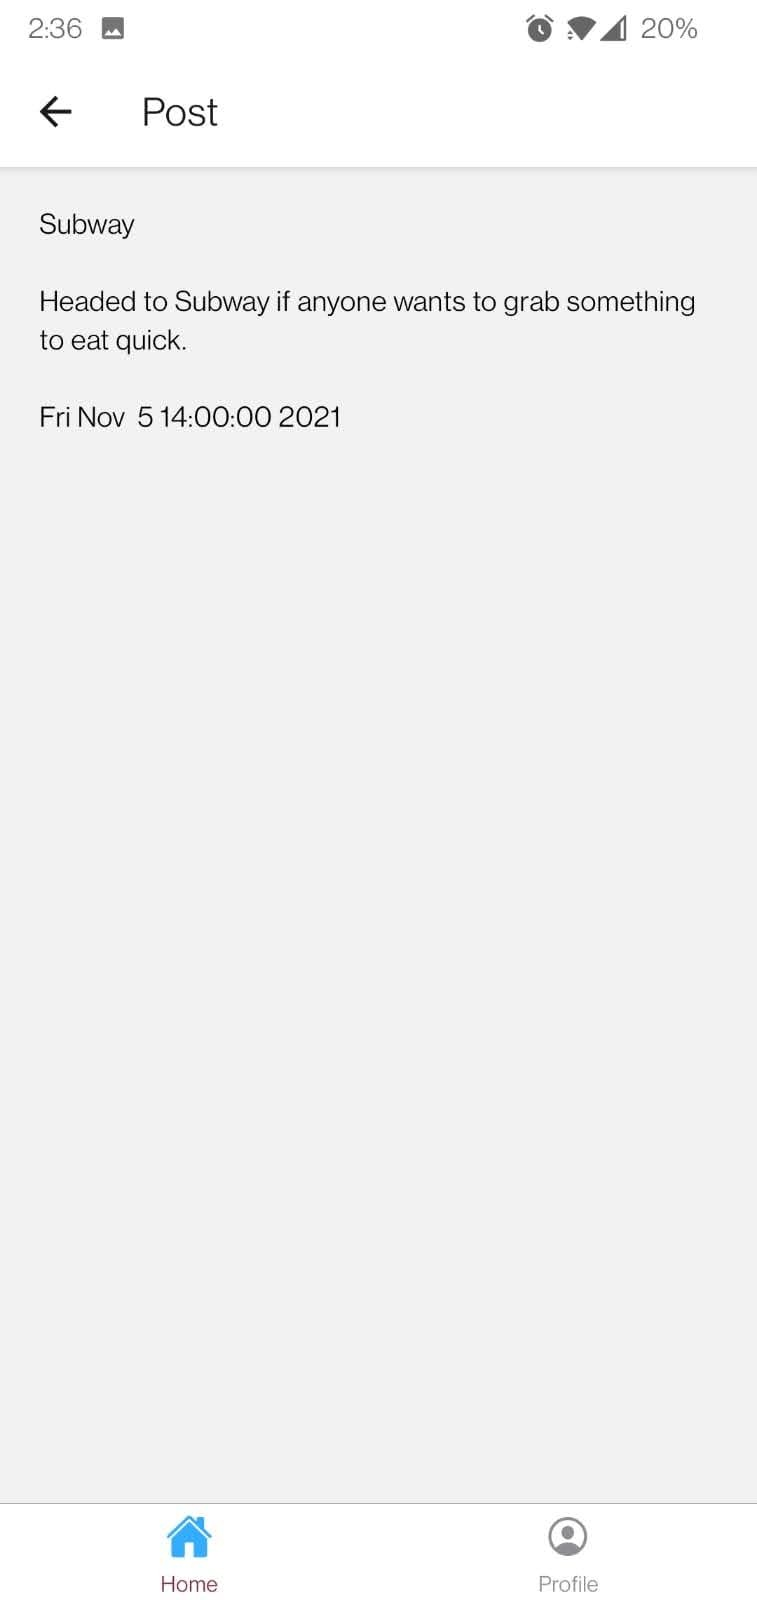 2:36 20%
Post
Subway
Headed to Subway if anyone wants to grab something
to eat quick.
Fri Nov  5 14:00:00 2021
Home Profile